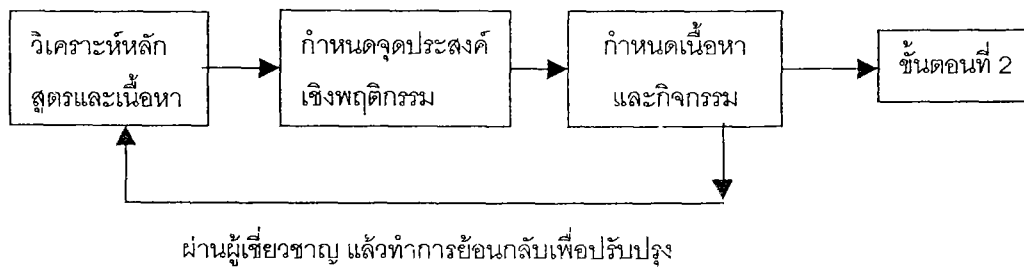 วิเคราะห์หลัก
สูตรและเนื้อหา
กำหนดจุดประสงค์
เชิงพฤติกรรม
กำหนดเนื้อหา
และกิจกรรม
ขั้นตอนที่ 2
ผ่านผู้เชี่ยวชาญ แล้วทำการย้อนกลับเพื่อปรับปรุง